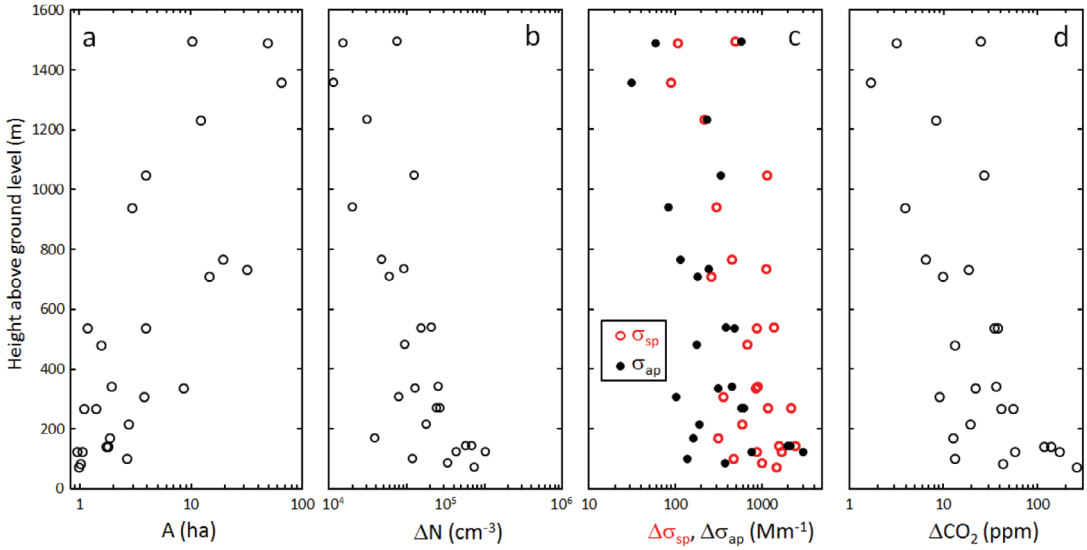 a
b
c
d
Height above ground level (m)
1600
1400
1200
1000
800
600
400
200
0
1 10 100
10⁴ 10⁵ 10⁶
10 100 1000
1 10 100
σsp
σap
A (ha)
ΔN (cm⁻³)
Δσsp, Δσap (Mm⁻¹)
ΔCO₂ (ppm)